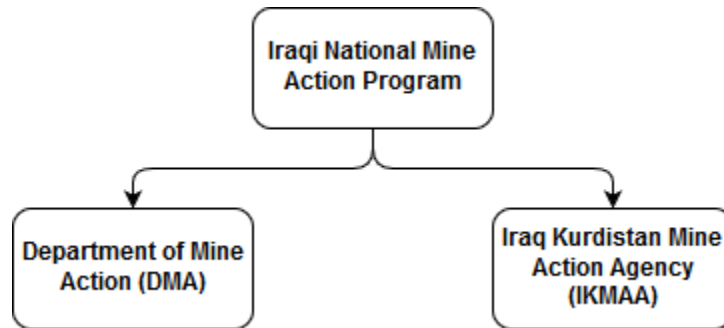 Iraqi National Mine
Action Program
Department of Mine
Action (DMA)
Iraq Kurdistan Mine
Action Agency
(IKMAA)